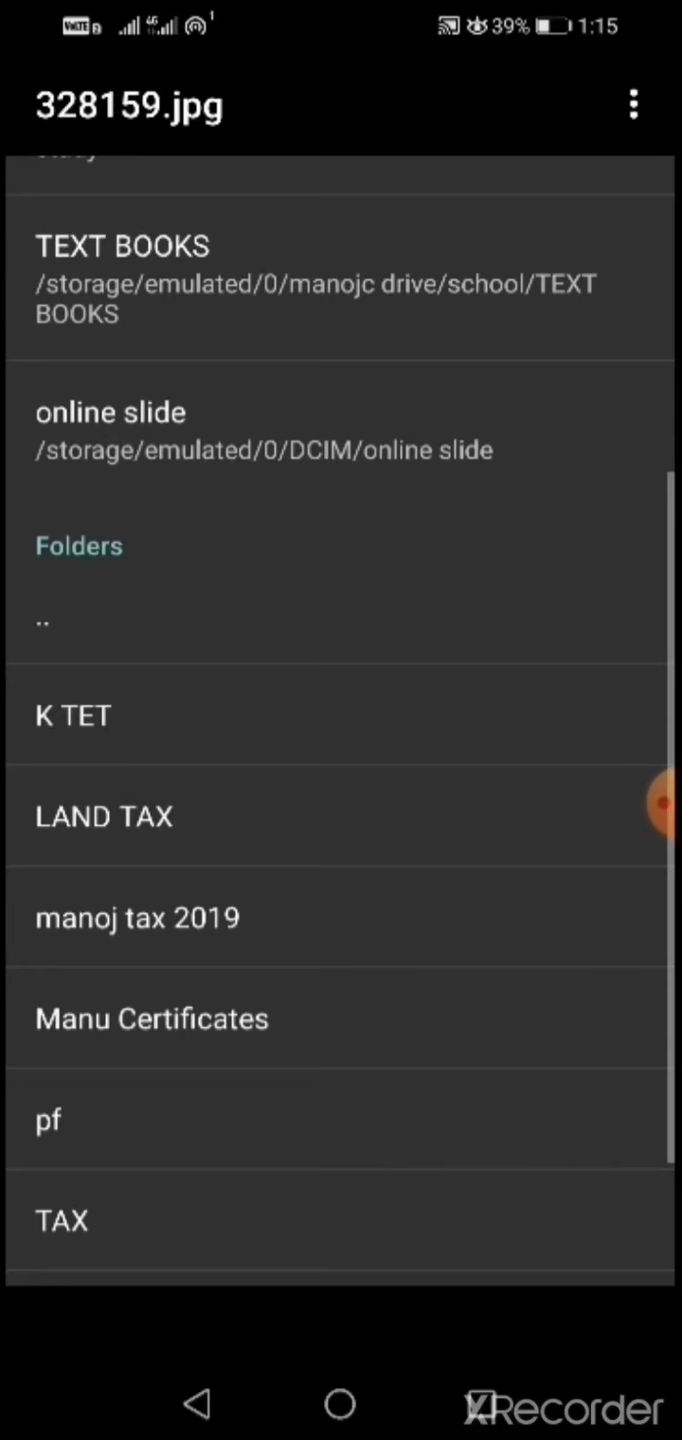 39% 1:15
328159.jpg
TEXT BOOKS
/storage/emulated/0/manojc drive/school/TEXT
BOOKS
online slide
/storage/emulated/0/DCIM/online slide
Folders
..
K TET
LAND TAX
manoj tax 2019
Manu Certificates
pf
TAX
XRecorder